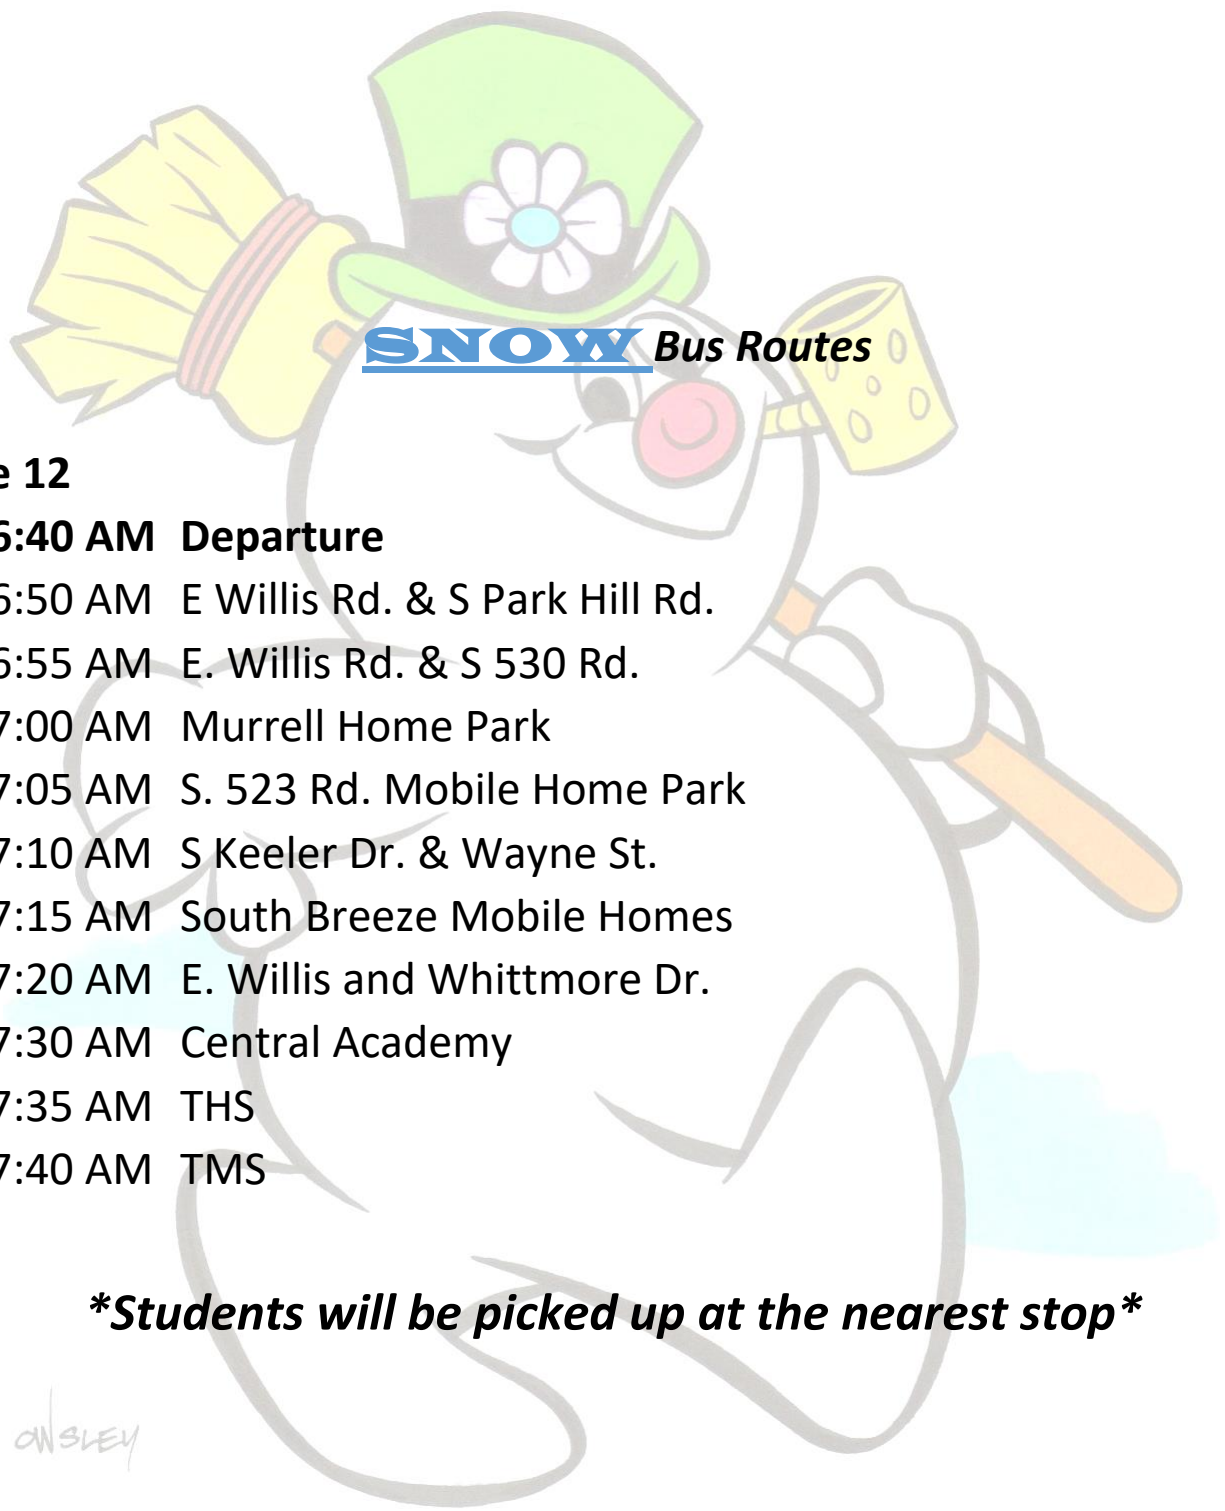 SNOW Bus Routes
e 12
6:40 AM Departure
6:50 AM E Willis Rd. & S Park Hill Rd.
6:55 AM E. Willis Rd. & S 530 Rd.
7:00 AM Murrell Home Park
7:05 AM S. 523 Rd. Mobile Home Park
7:10 AM S Keeler Dr. & Wayne St.
7:15 AM South Breeze Mobile Homes
7:20 AM E. Willis and Whittmore Dr.
7:30 AM Central Academy
7:35 AM THS
7:40 AM TMS
*Students will be picked up at the nearest stop*
OWSLEY